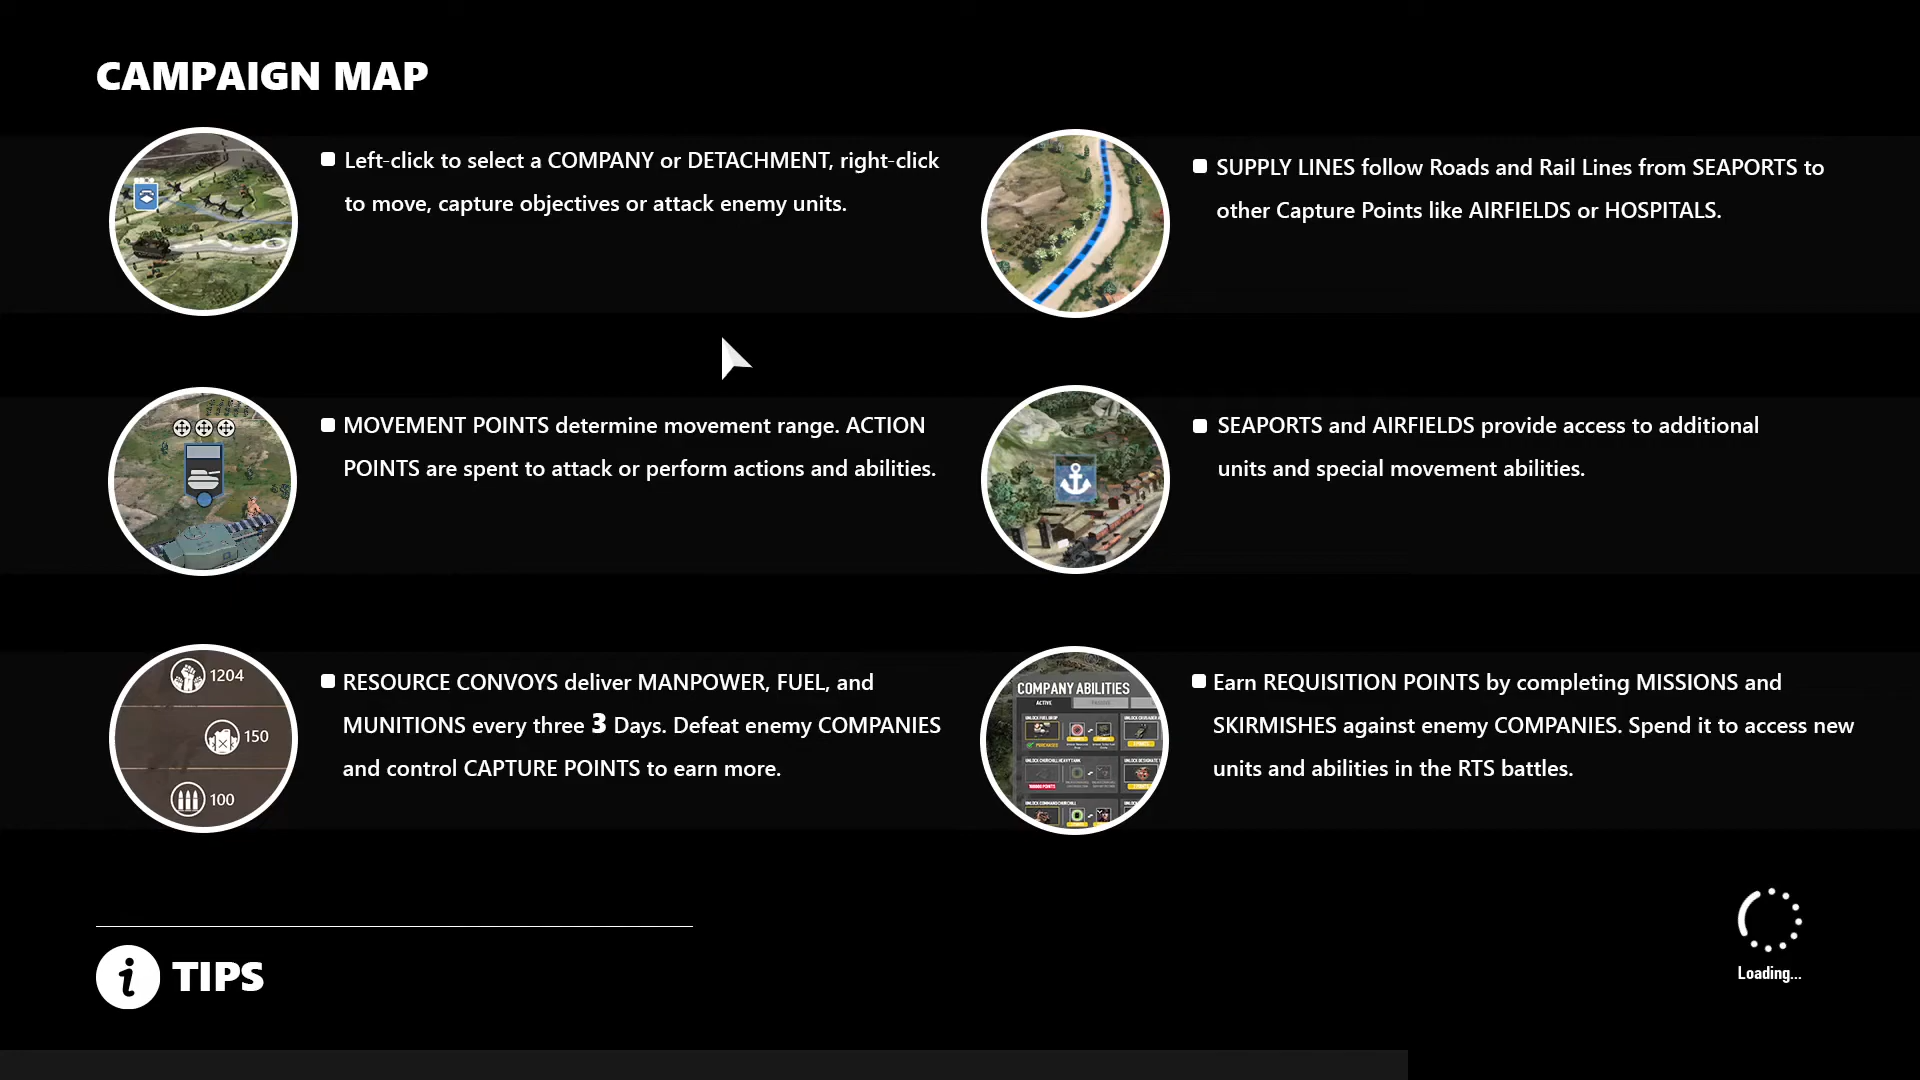 CAMPAIGN MAP
Left-click to select a COMPANY or DETACHMENT, right-click
to move, capture objectives or attack enemy units.
SUPPLY LINES follow Roads and Rail Lines from SEAPORTS to
other Capture Points like AIRFIELDS or HOSPITALS.
MOVEMENT POINTS determine movement range. ACTION
POINTS are spent to attack or perform actions and abilities.
SEAPORTS and AIRFIELDS provide access to additional
units and special movement abilities.
1204
150
100
RESOURCE CONVOYS deliver MANPOWER, FUEL, and
MUNITIONS every three 3 Days. Defeat enemy COMPANIES
and control CAPTURE POINTS to earn more.
COMPANY ABILITIES
ACTIVE
Earn REQUISITION POINTS by completing MISSIONS and
SKIRMISHES against enemy COMPANIES. Spend it to access new
units and abilities in the RTS battles.
i TIPS
Loading...